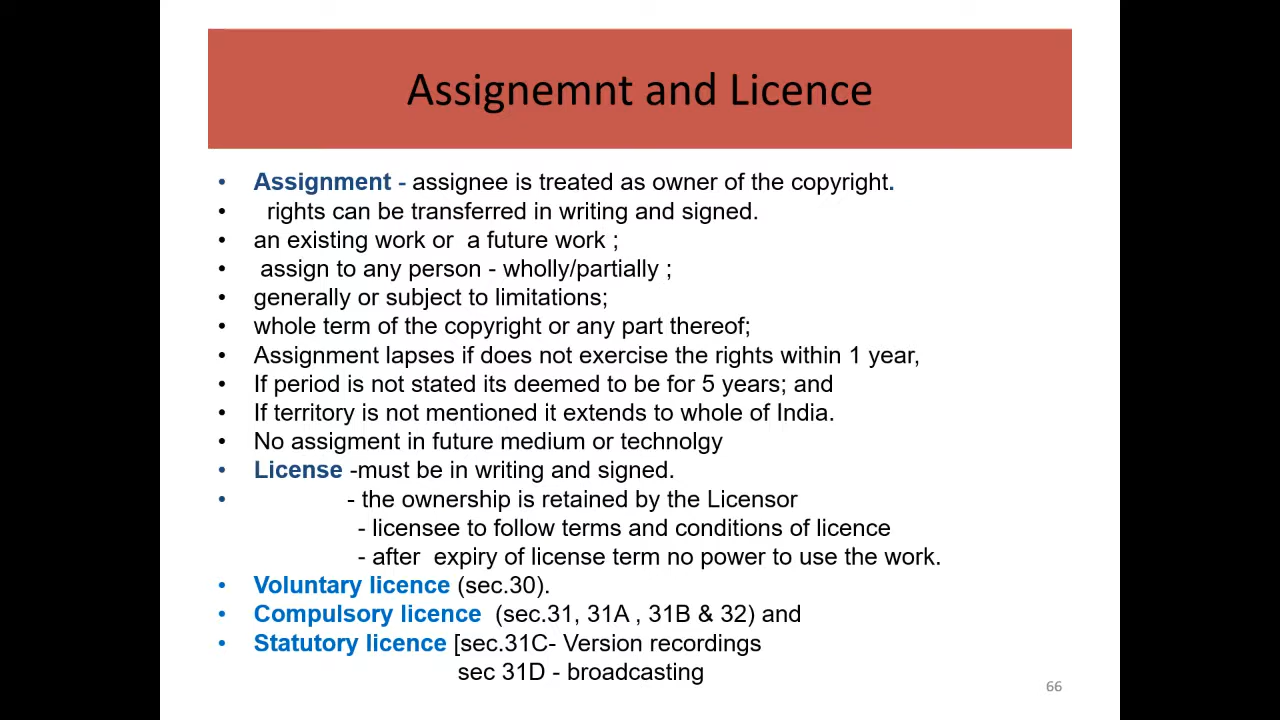 Assignemnt and Licence
• Assignment - assignee is treated as owner of the copyright.
• rights can be transferred in writing and signed.
• an existing work or a future work ;
• assign to any person - wholly/partially ;
• generally or subject to limitations;
• whole term of the copyright or any part thereof;
• Assignment lapses if does not exercise the rights within 1 year,
• If period is not stated its deemed to be for 5 years; and
• If territory is not mentioned it extends to whole of India.
• No assigment in future medium or technolgy
• License -must be in writing and signed.
• - the ownership is retained by the Licensor
- licensee to follow terms and conditions of licence
- after expiry of license term no power to use the work.
• Voluntary licence (sec.30).
• Compulsory licence (sec.31, 31A , 31B & 32) and
• Statutory licence [sec.31C- Version recordings
sec 31D - broadcasting
66